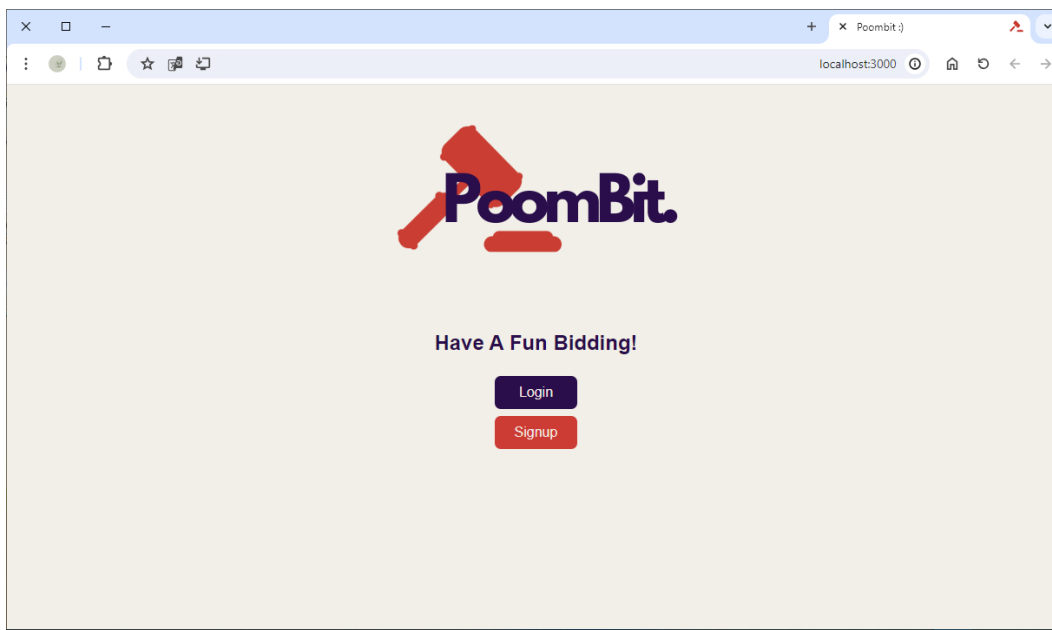 Poombit :)
localhost:3000
PoomBit.
Have A Fun Bidding!
Login
Signup